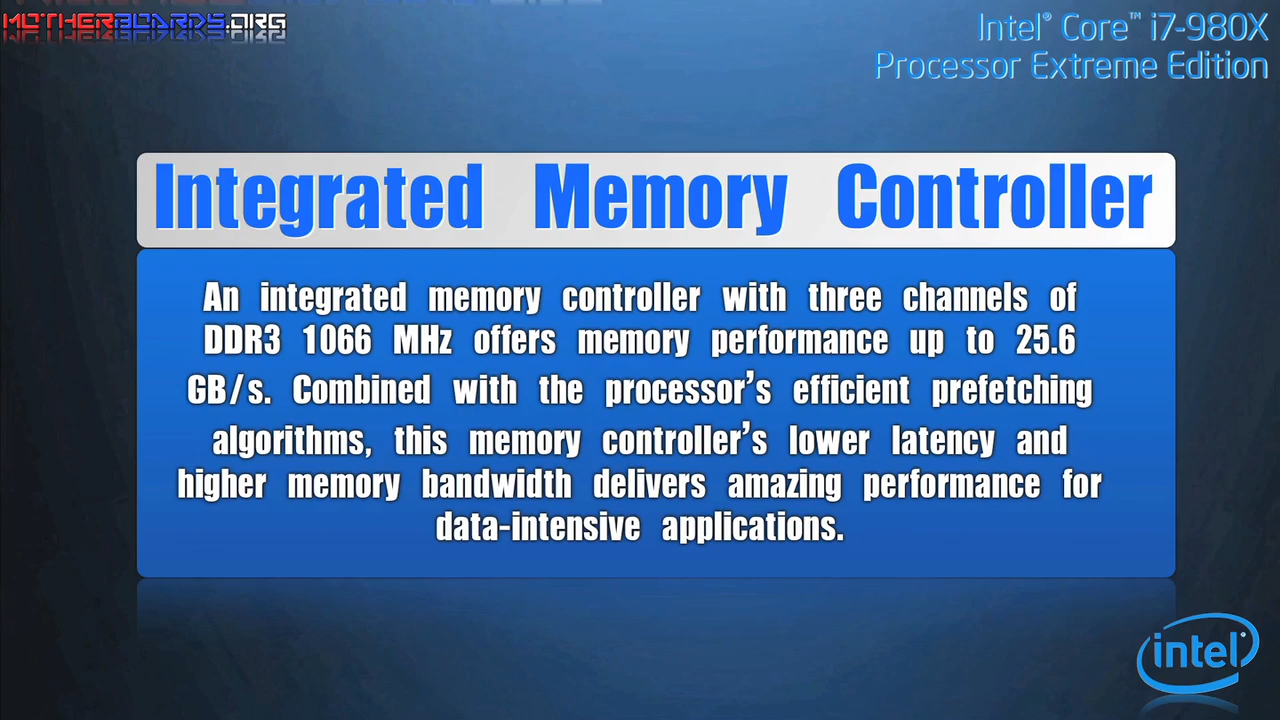 MOTHERBOARDS.ORG
Intel® Core™ i7-980X
Processor Extreme Edition
Integrated Memory Controller
An integrated memory controller with three channels of
DDR3 1066 MHz offers memory performance up to 25.6
GB/s. Combined with the processor’s efficient prefetching
algorithms, this memory controller’s lower latency and
higher memory bandwidth delivers amazing performance for
data-intensive applications.
intel®